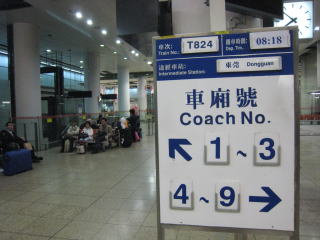 車次: T824 開車時間: 08:18
Train No.: Dep. Tm.
途經車站: 東莞 Dongguan
Intermediate Station:
車廂號
Coach No.
↖ 1 ~ 3
4 ~ 9 →